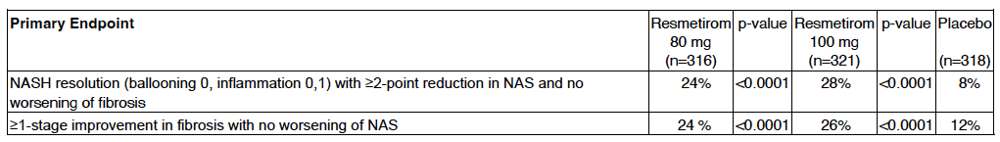 Primary Endpoint Resmetirom 80 mg (n=316) p-value Resmetirom 100 mg (n=321) p-value Placebo (n=318)
NASH resolution (ballooning 0, inflammation 0,1) with ≥2-point reduction in NAS and no worsening of fibrosis 24% <0.0001 28% <0.0001 8%
≥1-stage improvement in fibrosis with no worsening of NAS 24 % <0.0001 26% <0.0001 12%